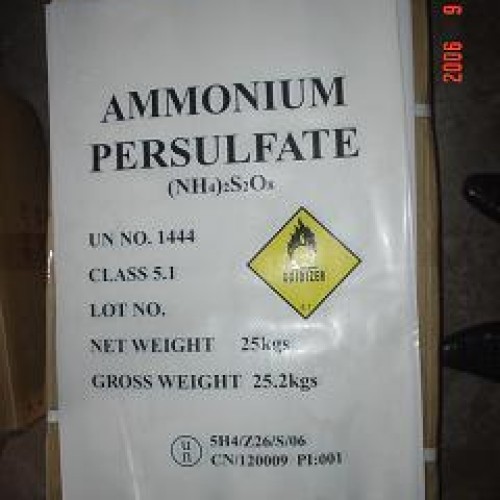 2006 9
AMMONIUM
PERSULFATE
(NH4)2S2O8
UN NO. 1444
CLASS 5.1
OXIDIZER
5.1
LOT NO.
NET WEIGHT 25kgs
GROSS WEIGHT 25.2kgs
un
5H4/Z26/S/06
CN/120009 PI:001